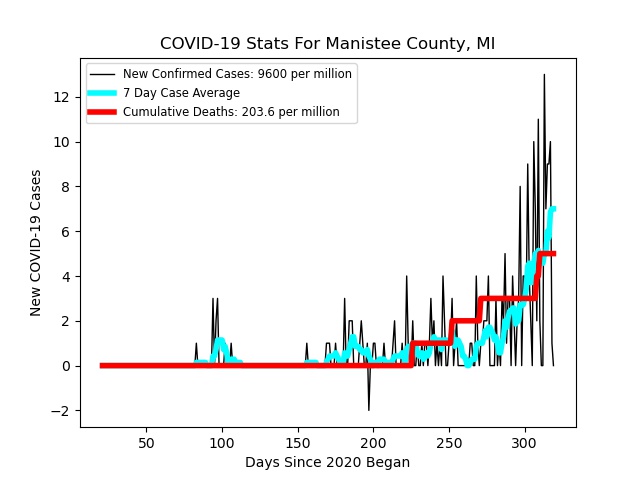 COVID-19 Stats For Manistee County, MI
New Confirmed Cases: 9600 per million
7 Day Case Average
Cumulative Deaths: 203.6 per million
New COVID-19 Cases
12
10
8
6
4
2
0
−2
50 100 150 200 250 300
Days Since 2020 Began